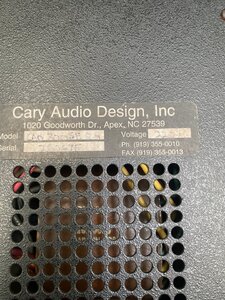 Cary Audio Design, Inc
1020 Goodworth Dr., Apex, NC 27539
Model Voltage
Ph. (919) 355-0010
Serial FAX (919) 355-0013